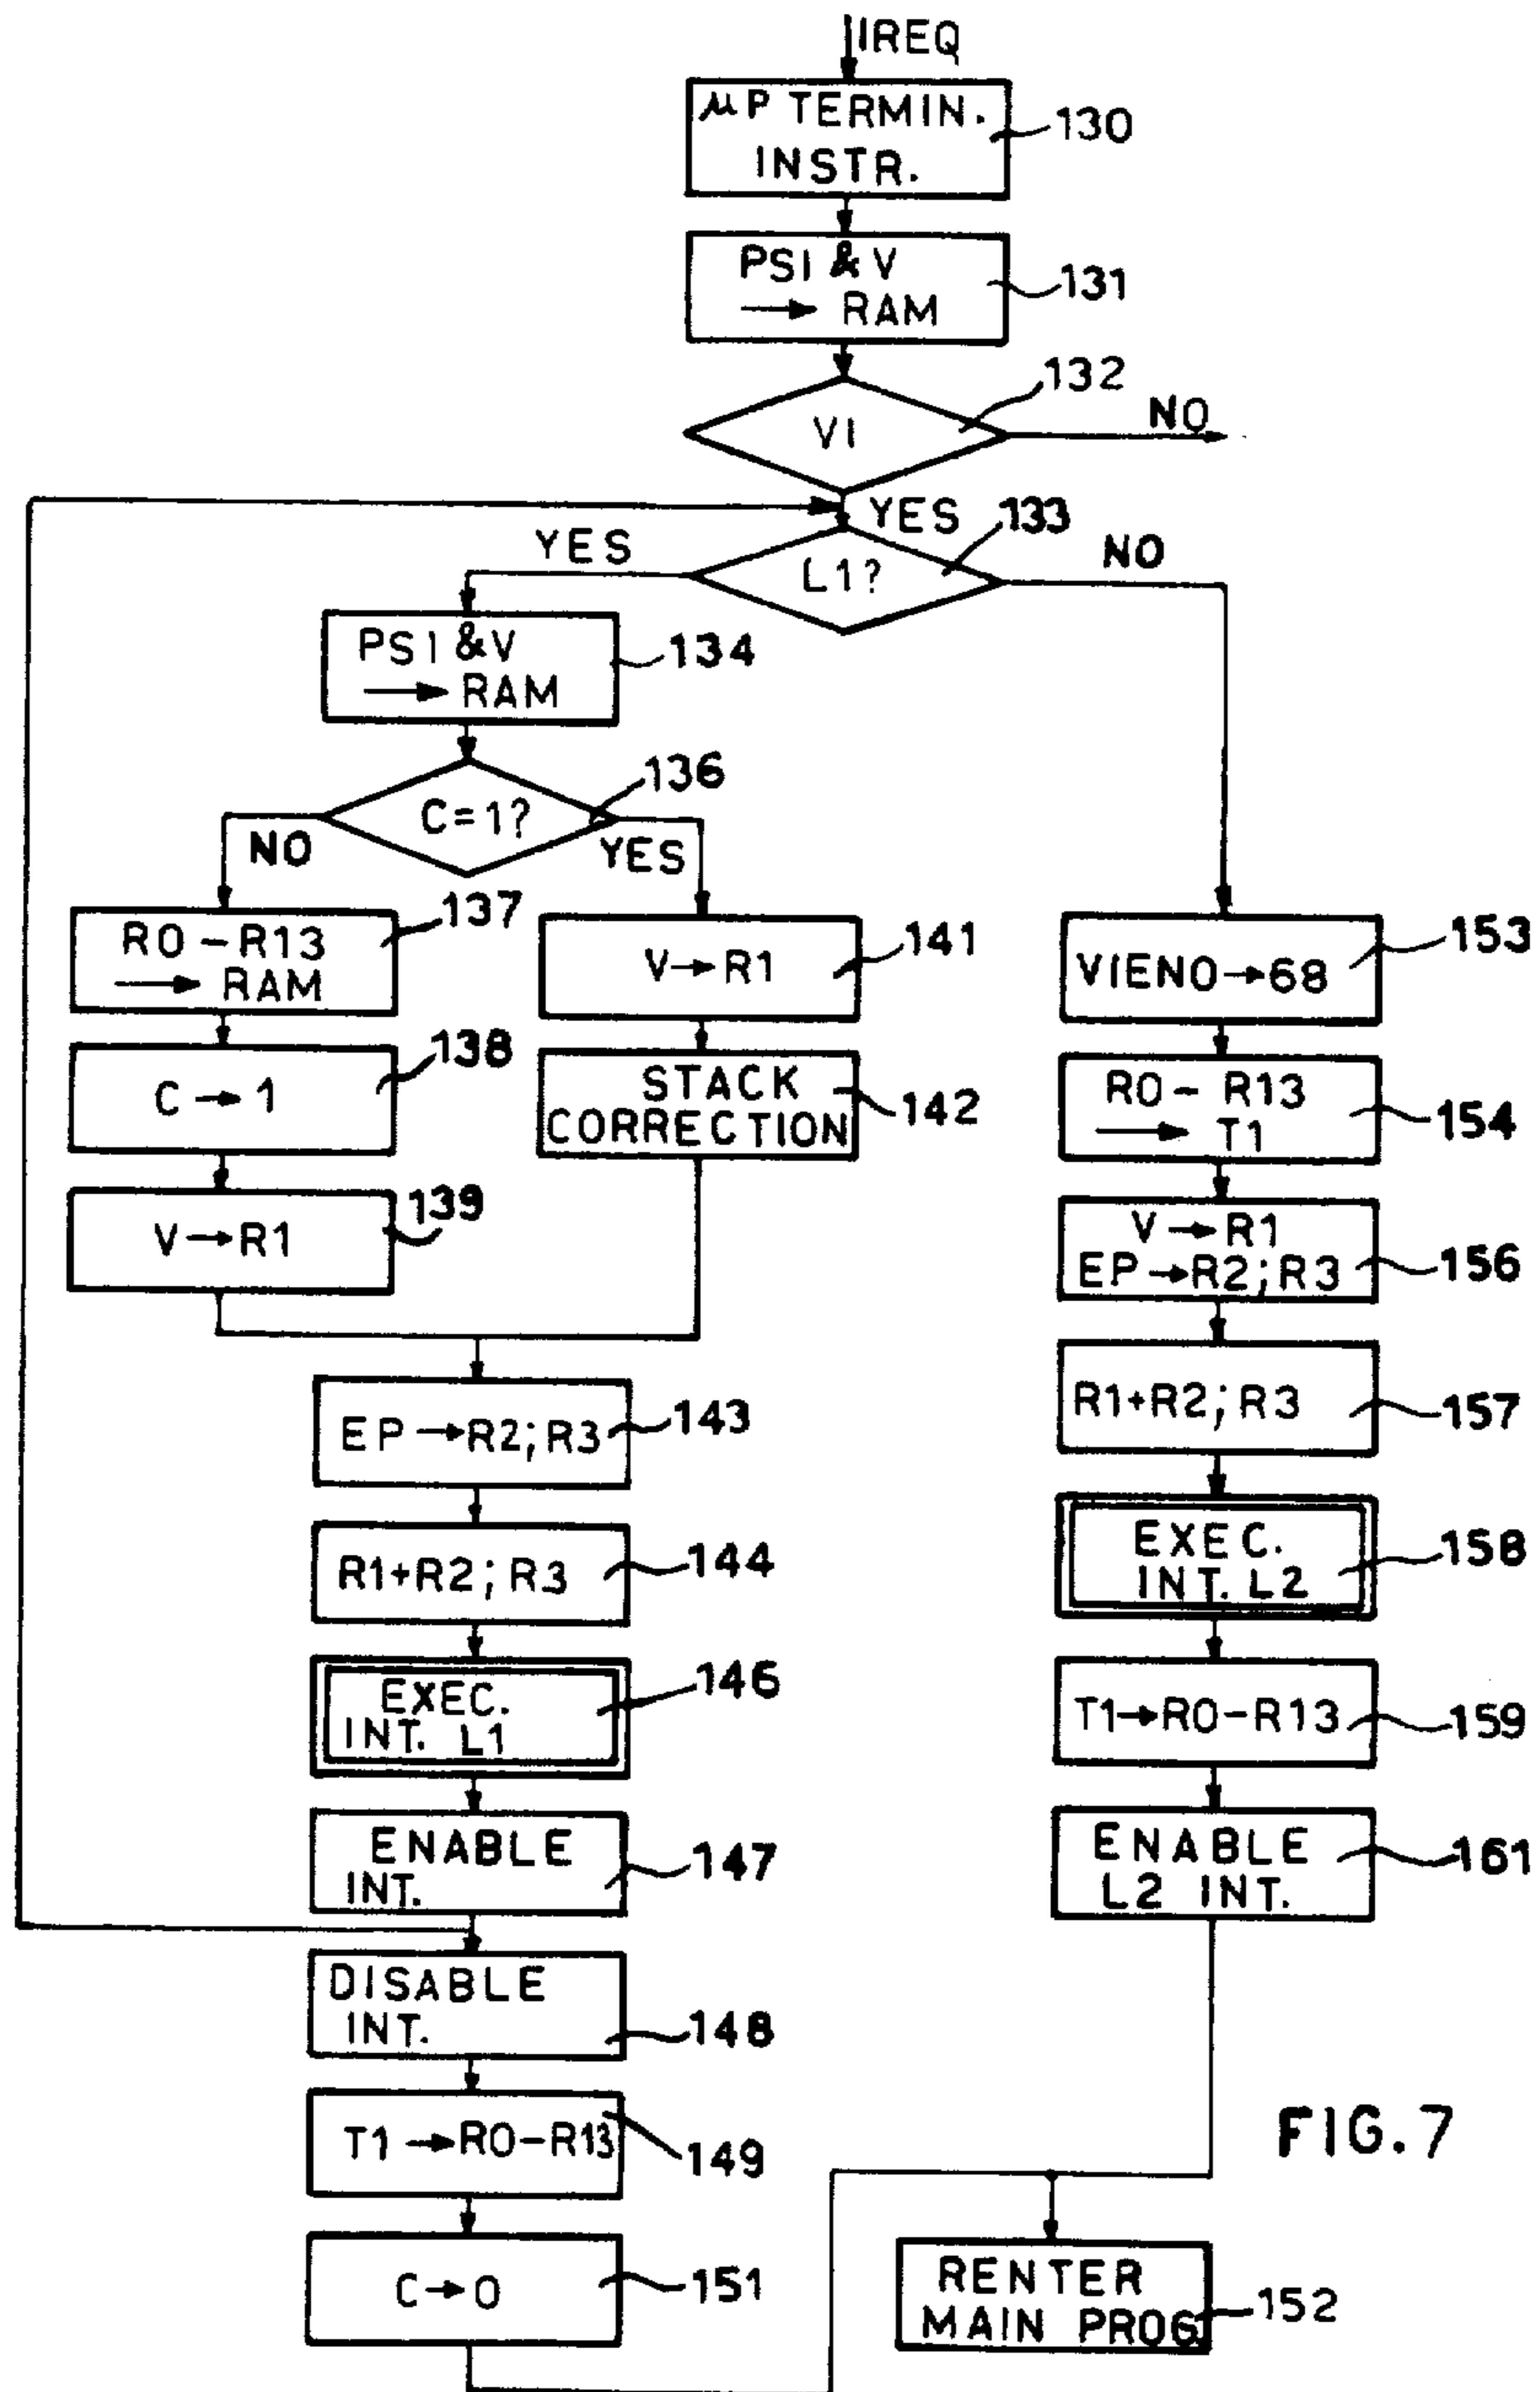 IREQ
μP TERMIN.
INSTR.
130
PSI & V
→ RAM
131
VI
132
NO
YES
L1?
133
YES
NO
PSI & V
→ RAM
134
C=1?
136
NO
YES
R0-R13
→ RAM
137
V→R1
141
VIENO→68
153
C→1
138
STACK
CORRECTION
142
R0-R13
→ T1
154
V→R1
139
V→R1
EP→R2;R3
156
EP→R2;R3
143
R1+R2;R3
157
R1+R2;R3
144
EXEC.
INT. L2
158
EXEC.
INT. L1
146
T1→R0-R13
159
ENABLE
INT.
147
ENABLE
L2 INT.
161
DISABLE
INT.
148
T1→R0-R13
149
FIG.7
C→0
151
RENTER
MAIN PROG
152